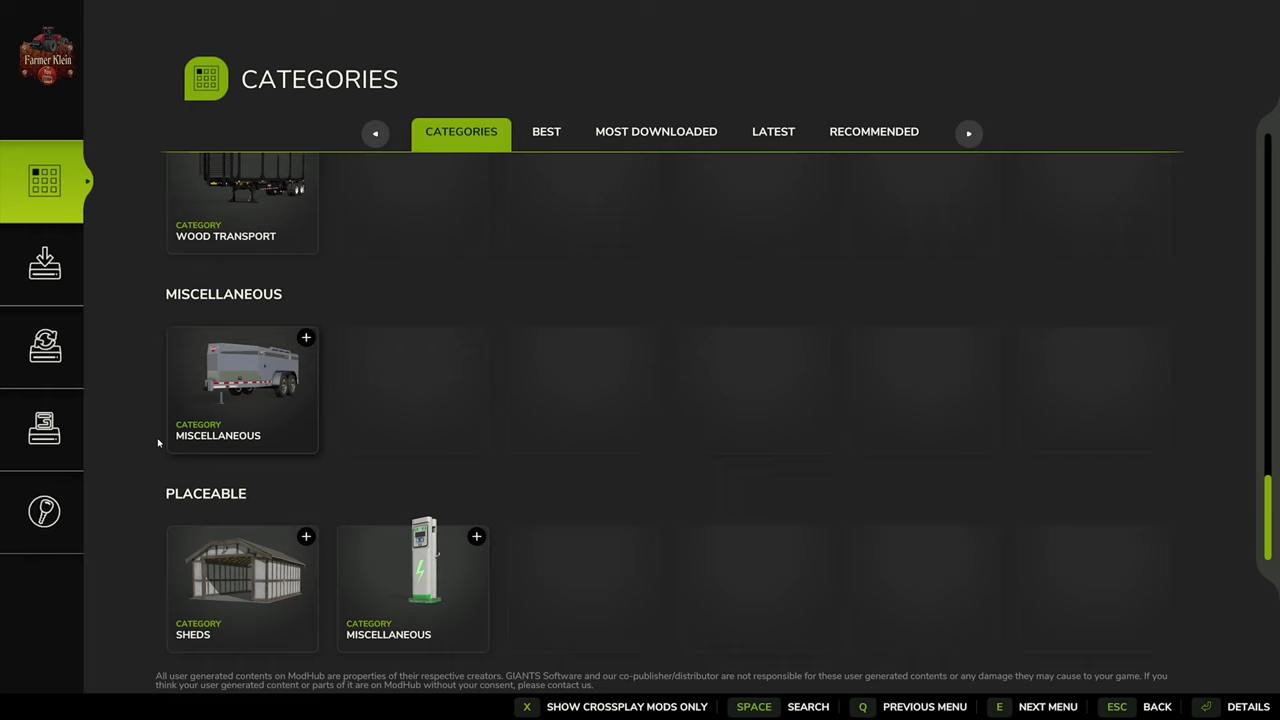 Farmer Klein
CATEGORIES
CATEGORIES BEST MOST DOWNLOADED LATEST RECOMMENDED
CATEGORY
WOOD TRANSPORT
MISCELLANEOUS
CATEGORY
MISCELLANEOUS
PLACEABLE
CATEGORY
SHEDS
CATEGORY
MISCELLANEOUS
All user generated contents on ModHub are properties of their respective creators. GIANTS Software and our co-publisher/distributor are not responsible for these user generated contents or any damage they may cause to your game. If you
think your user generated content or parts of it are on ModHub without your consent, please contact us.
X SHOW CROSSPLAY MODS ONLY SPACE SEARCH Q PREVIOUS MENU E NEXT MENU ESC BACK DETAILS